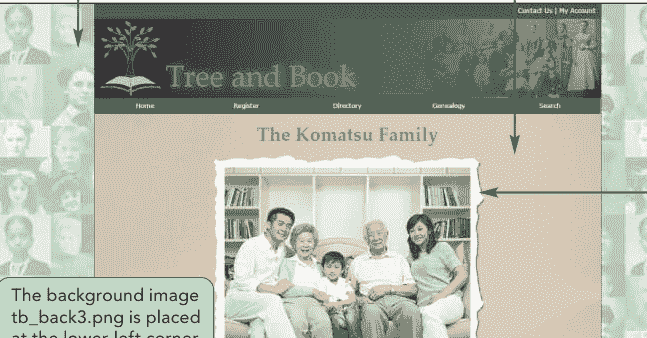 Contact Us | My Account
Tree and Book
Home Register Directory Genealogy Search
The Komatsu Family
The background image
tb_back3.png is placed
at the lower-left corner